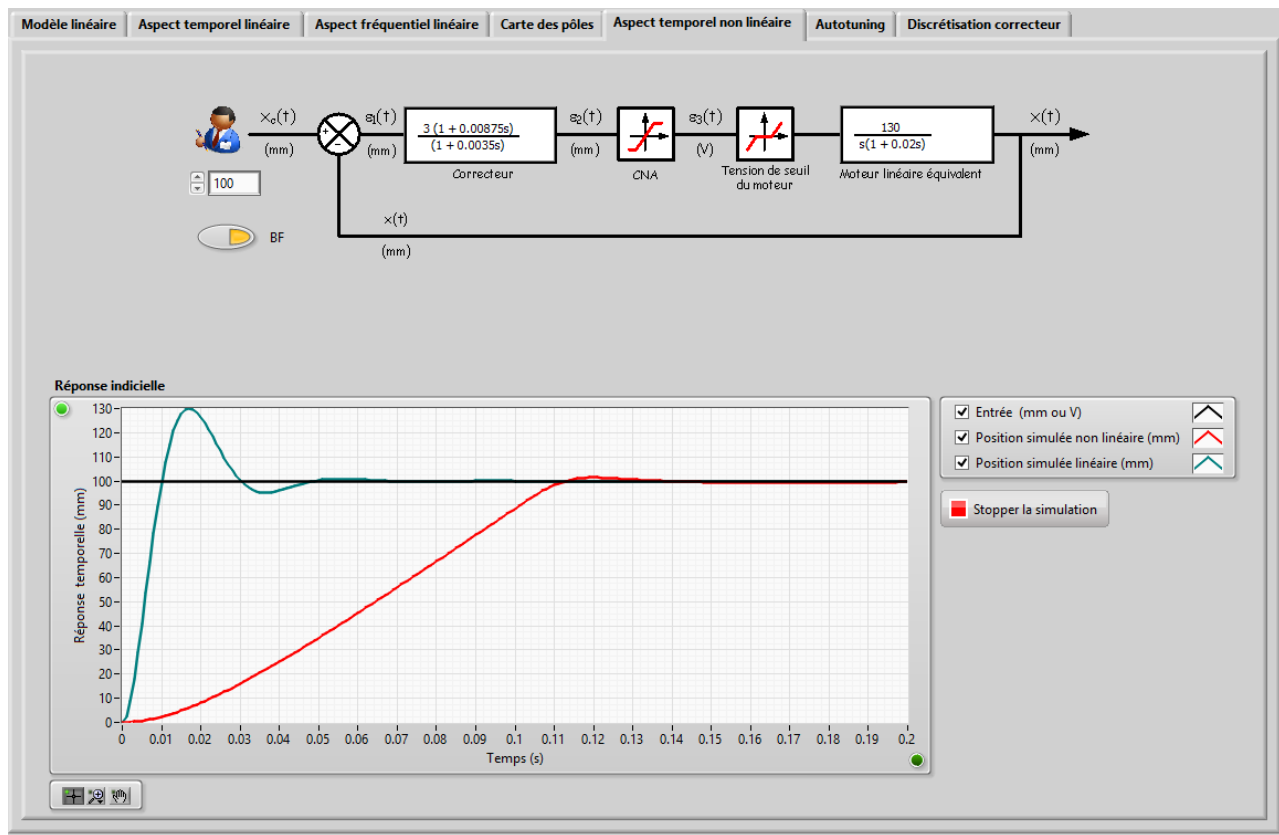 Modèle linéaire Aspect temporel linéaire Aspect fréquentiel linéaire Carte des pôles Aspect temporel non linéaire Autotuning Discrétisation correcteur
xc(t)
(mm)
+
-
ε1(t)
(mm)
3 (1 + 0.00875s)
(1 + 0.0035s)
Correcteur
ε2(t)
(mm)
CNA
ε3(t)
(V)
Tension de seuil
du moteur
130
s(1 + 0.02s)
Moteur linéaire équivalent
x(t)
(mm)
100
BF
x(t)
(mm)
Réponse indicielle
Réponse temporelle (mm)
130
120
110
100
90
80
70
60
50
40
30
20
10
0
0 0.01 0.02 0.03 0.04 0.05 0.06 0.07 0.08 0.09 0.1 0.11 0.12 0.13 0.14 0.15 0.16 0.17 0.18 0.19 0.2
Temps (s)
Entrée (mm ou V)
Position simulée non linéaire (mm)
Position simulée linéaire (mm)
Stopper la simulation